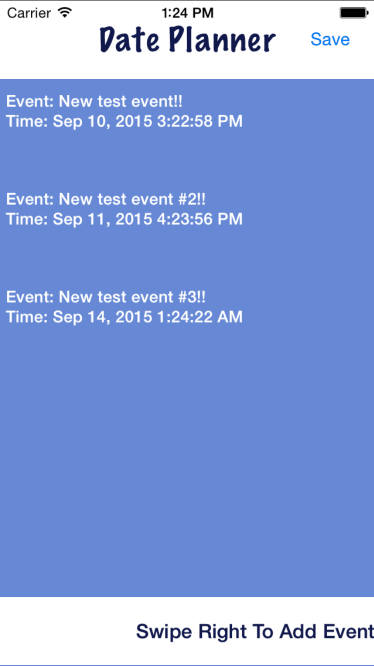 Carrier 1:24 PM
Date Planner Save
Event: New test event!!
Time: Sep 10, 2015 3:22:58 PM
Event: New test event #2!!
Time: Sep 11, 2015 4:23:56 PM
Event: New test event #3!!
Time: Sep 14, 2015 1:24:22 AM
Swipe Right To Add Event